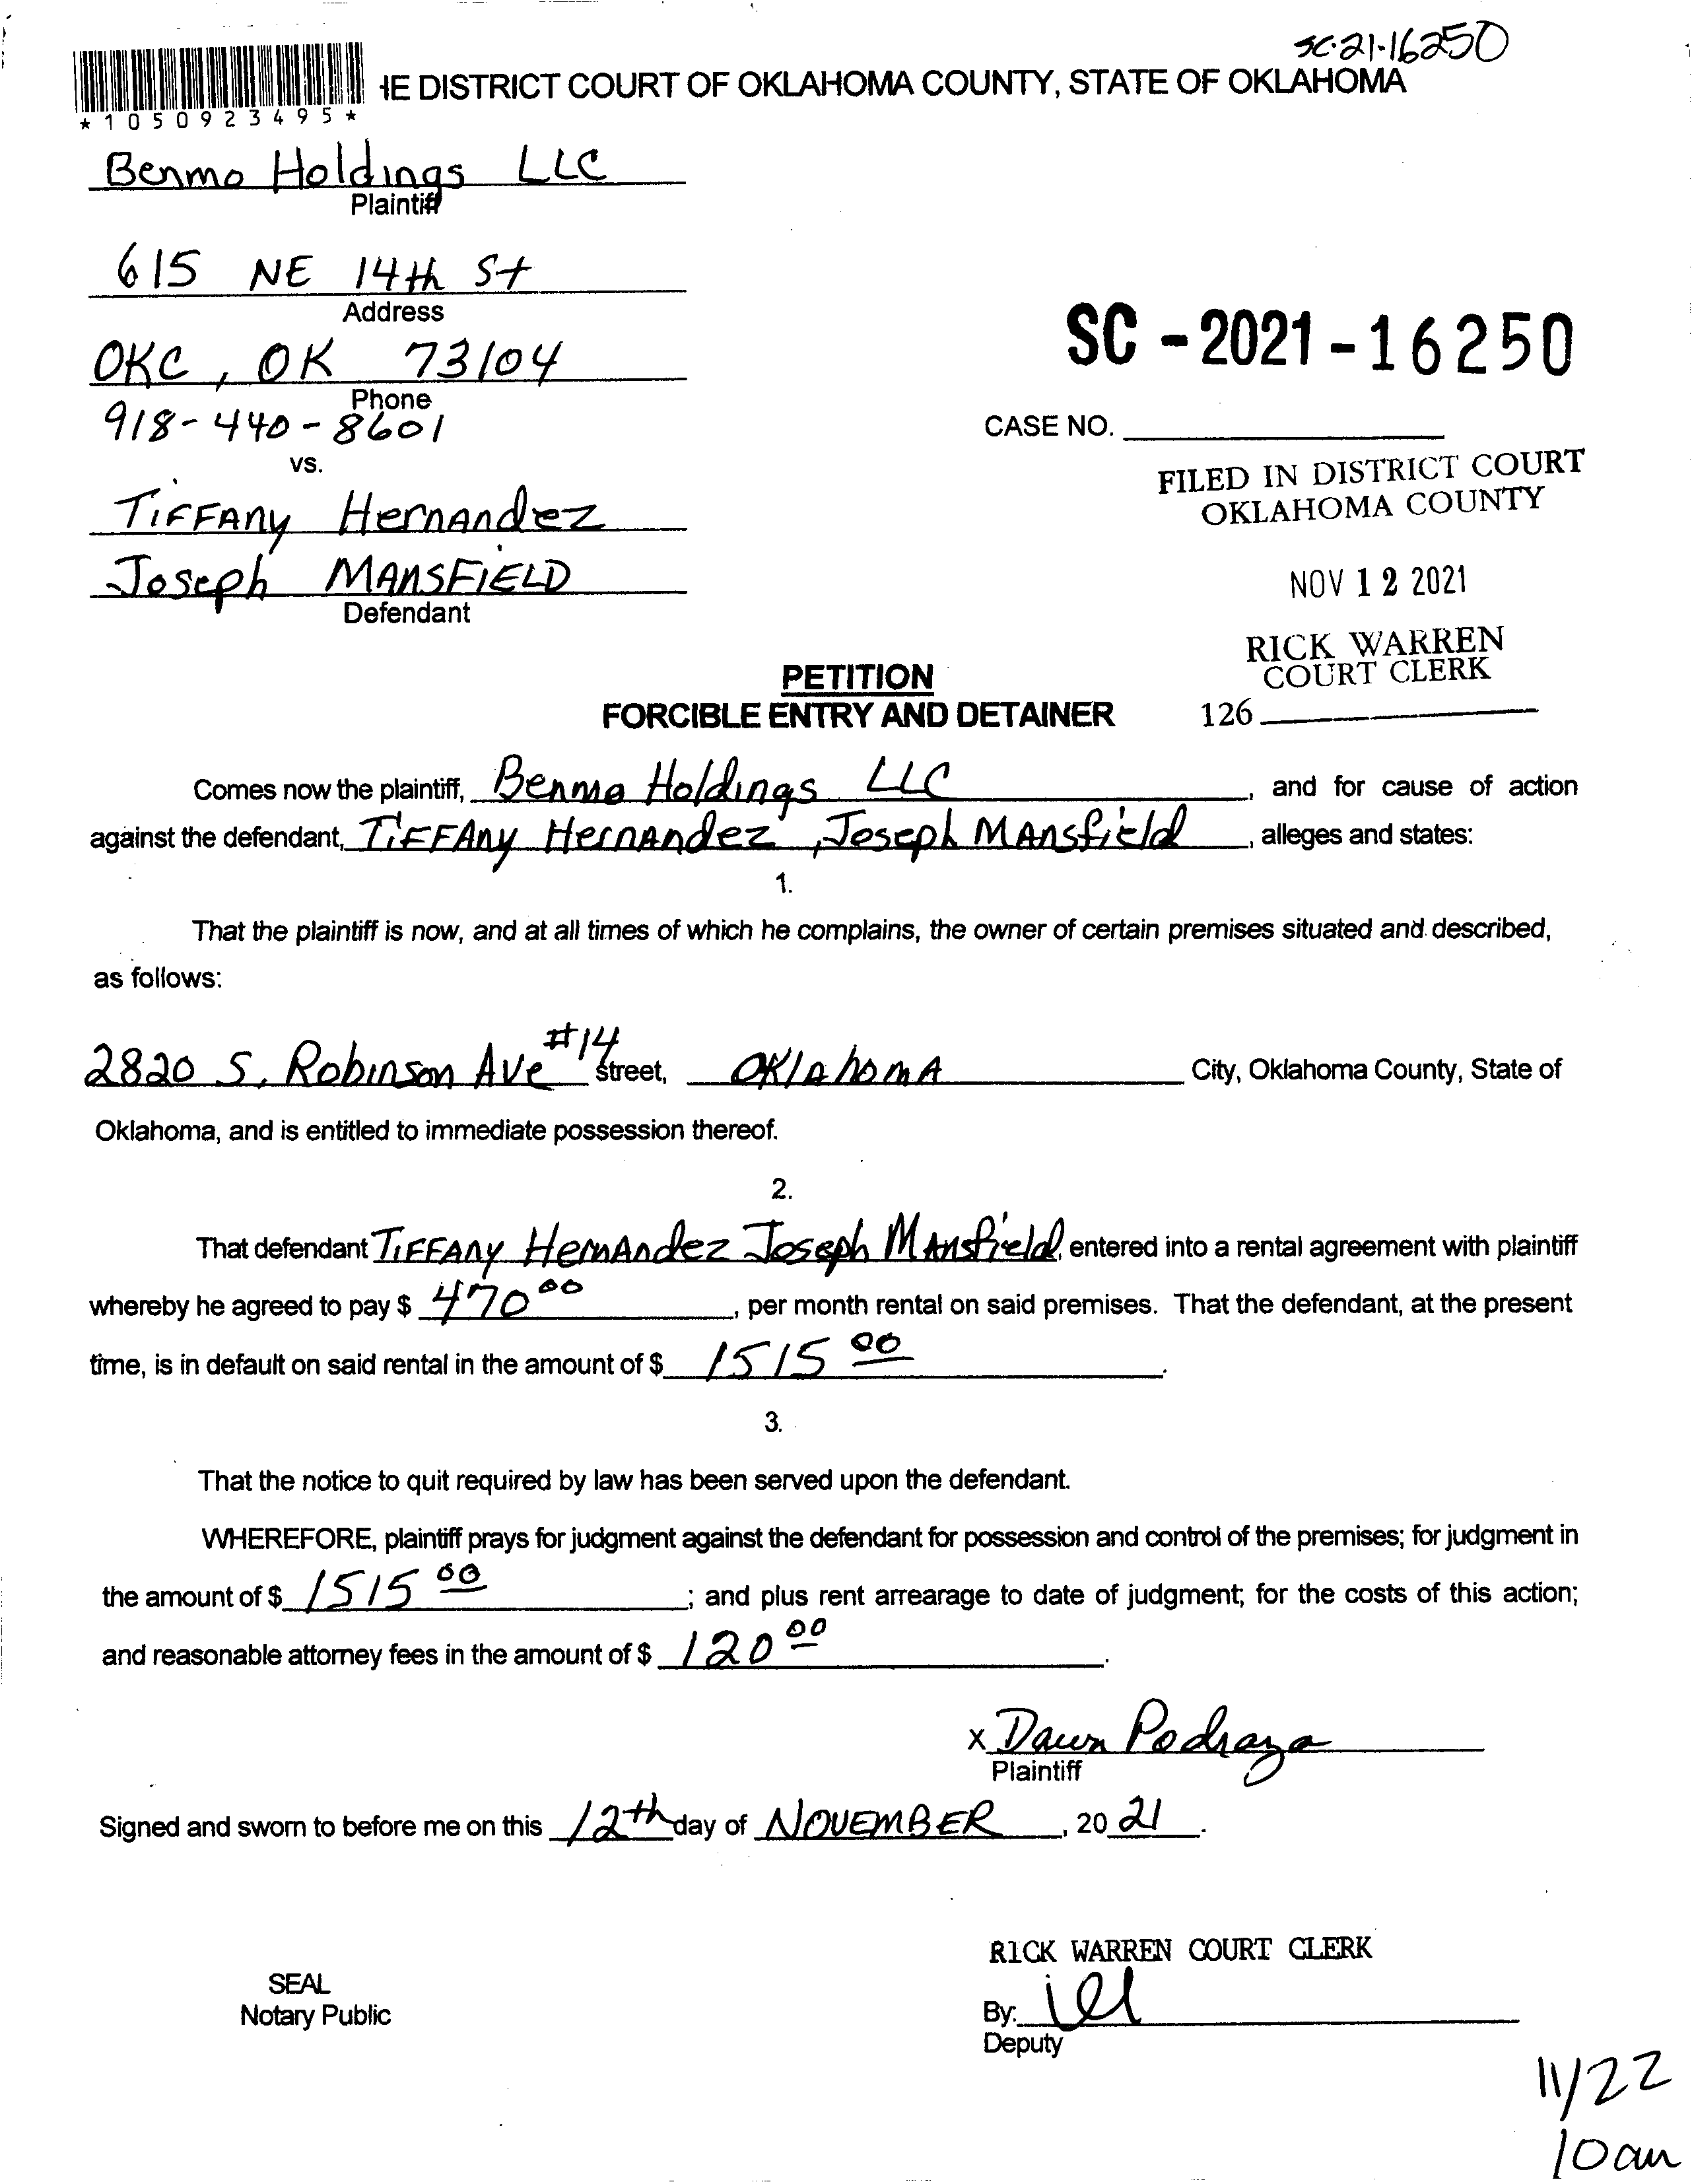 SC-21-16250
HE DISTRICT COURT OF OKLAHOMA COUNTY, STATE OF OKLAHOMA
*1050923495*
Benmo Holdings LLC
Plaintiff
615 NE 14th St
Address
OKC, OK 73104
Phone
918-440-8601
vs.
Tiffany Hernandez
Joseph MANSFIELD
Defendant
SC-2021-16250
CASE NO.
FILED IN DISTRICT COURT
OKLAHOMA COUNTY
NOV 12 2021
RICK WARREN
COURT CLERK
126
PETITION
FORCIBLE ENTRY AND DETAINER
Comes now the plaintiff, Benmo Holdings LLC, and for cause of action
against the defendant, Tiffany Hernandez, Joseph Mansfield, alleges and states:
1.
That the plaintiff is now, and at all times of which he complains, the owner of certain premises situated and described,
as follows:
2820 S. Robinson Ave #14 street, Oklahoma City, Oklahoma County, State of
Oklahoma, and is entitled to immediate possession thereof.
2.
That defendant Tiffany Hernandez Joseph Mansfield, entered into a rental agreement with plaintiff
whereby he agreed to pay $ 470 00, per month rental on said premises. That the defendant, at the present
time, is in default on said rental in the amount of $ 1515 00.
3.
That the notice to quit required by law has been served upon the defendant.
WHEREFORE, plaintiff prays for judgment against the defendant for possession and control of the premises; for judgment in
the amount of $ 1515 00; and plus rent arrearage to date of judgment; for the costs of this action;
and reasonable attorney fees in the amount of $ 120 00.
x Dawn Pedraza
Plaintiff
Signed and sworn to before me on this 12th day of NOVEMBER, 20 21.
RICK WARREN COURT CLERK
SEAL
Notary Public
By:
Deputy
11/22
10am